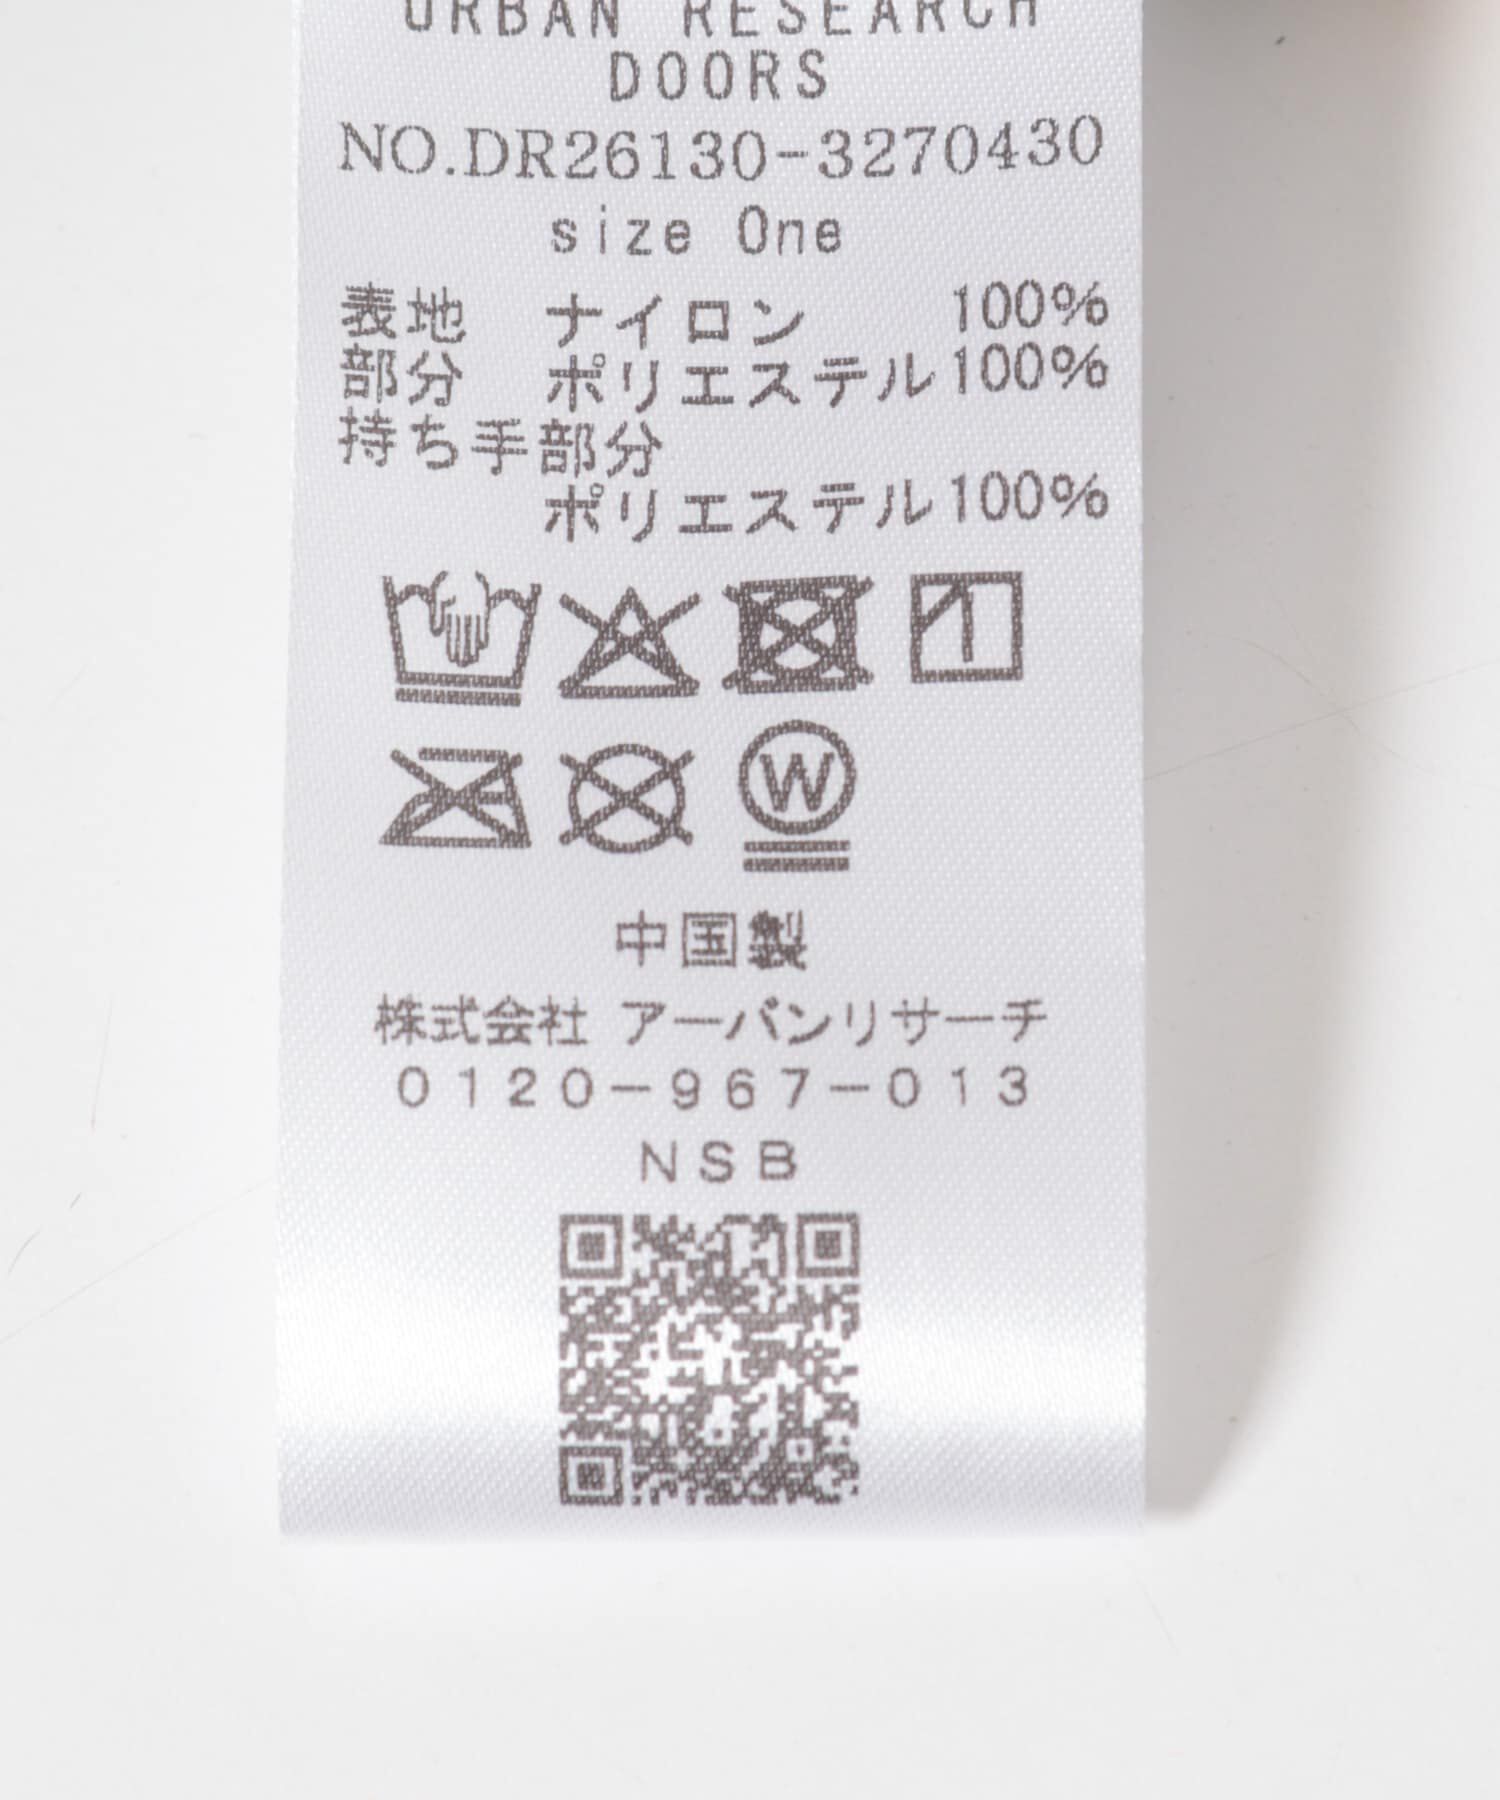 URBAN RESEARCH
DOORS
NO.DR26130-3270430
size One
表地 ナイロン 100%
部分 ポリエステル100%
持ち手部分
ポリエステル100%
W
中国製
株式会社 アーバンリサーチ
0120-967-013
NSB